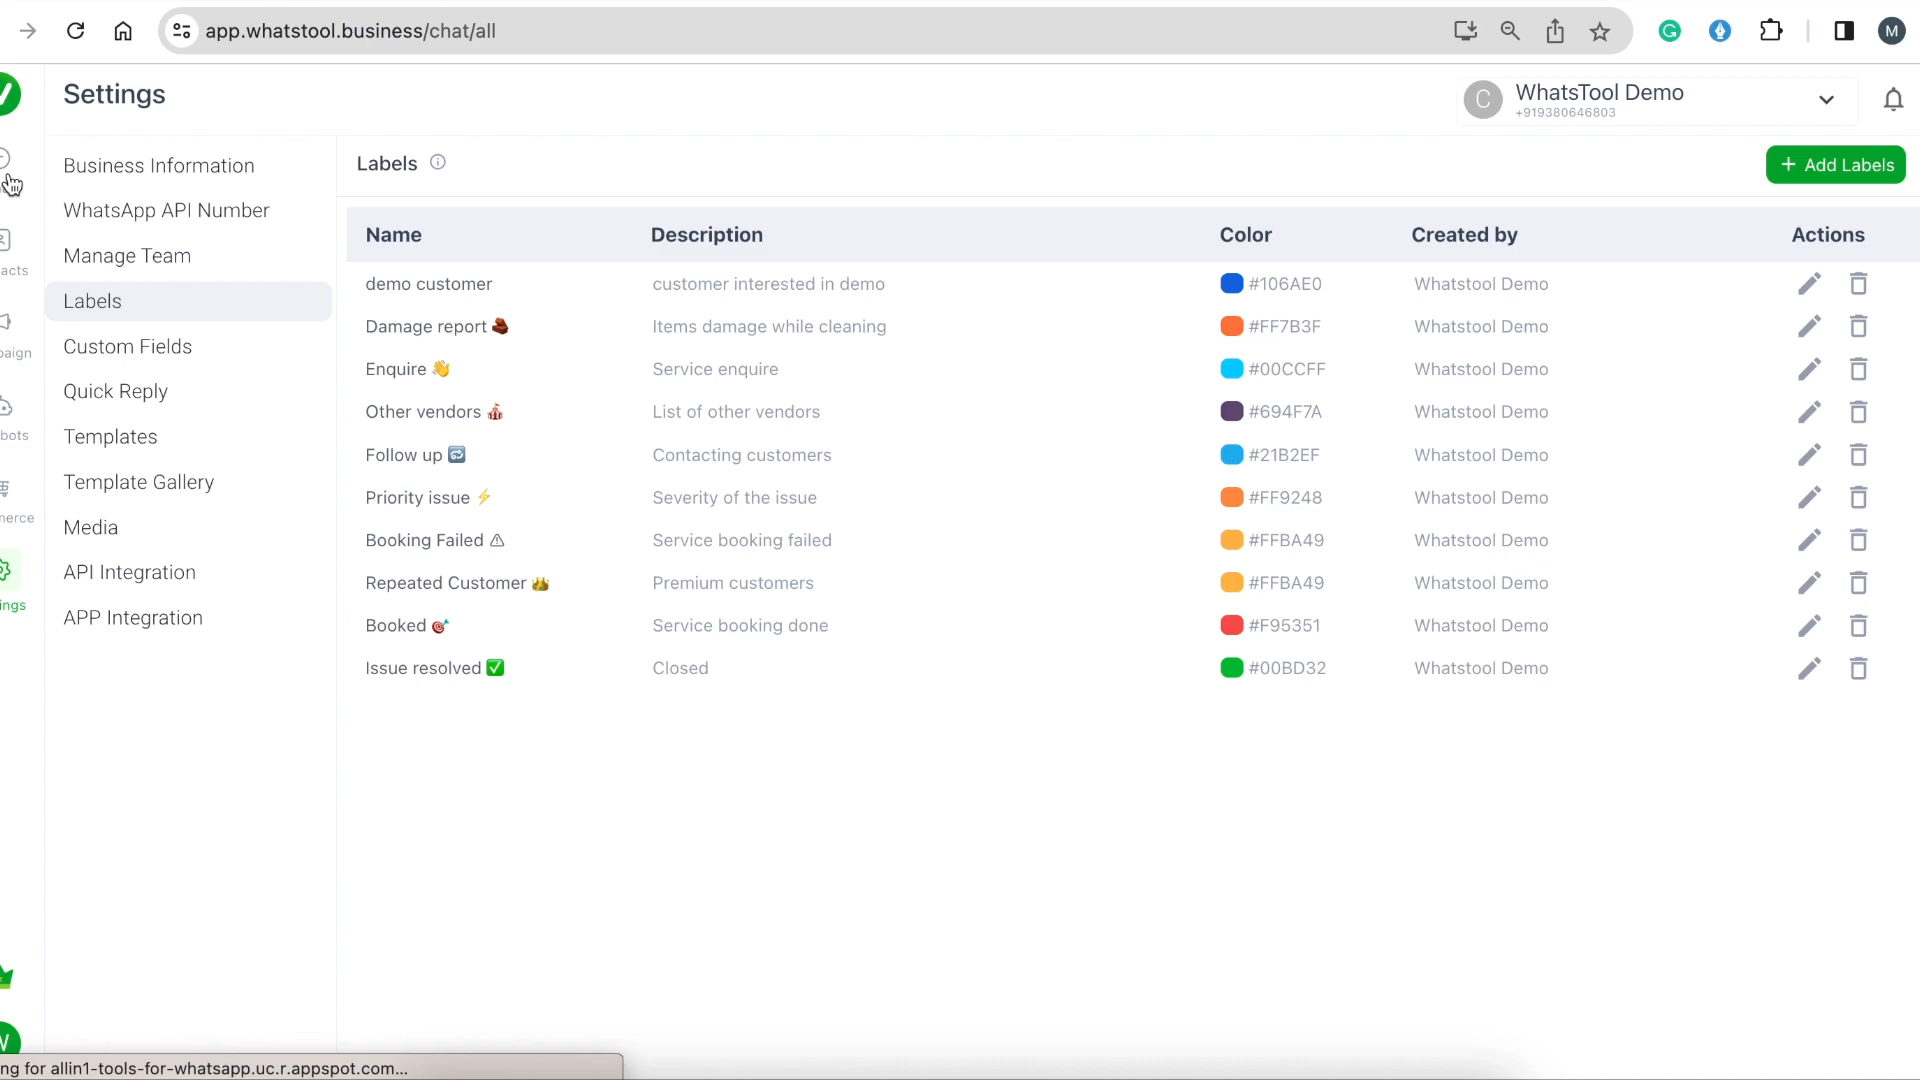 app.whatstool.business/chat/all
M
Settings
C
WhatsTool Demo
+919380646803
Business Information
WhatsApp API Number
Manage Team
Labels
Custom Fields
Quick Reply
Templates
Template Gallery
Media
API Integration
APP Integration
acts
paign
bots
nerce
ings
Labels
+ Add Labels
Name Description Color Created by Actions
demo customer customer interested in demo #106AE0 Whatstool Demo
Damage report Items damage while cleaning #FF7B3F Whatstool Demo
Enquire 👋 Service enquire #00CCFF Whatstool Demo
Other vendors 🎪 List of other vendors #694F7A Whatstool Demo
Follow up 🔁 Contacting customers #21B2EF Whatstool Demo
Priority issue ⚡ Severity of the issue #FF9248 Whatstool Demo
Booking Failed ⚠ Service booking failed #FFBA49 Whatstool Demo
Repeated Customer Premium customers #FFBA49 Whatstool Demo
Booked 🎯 Service booking done #F95351 Whatstool Demo
Issue resolved ✅ Closed #00BD32 Whatstool Demo
ng for allin1-tools-for-whatsapp.uc.r.appspot.com...